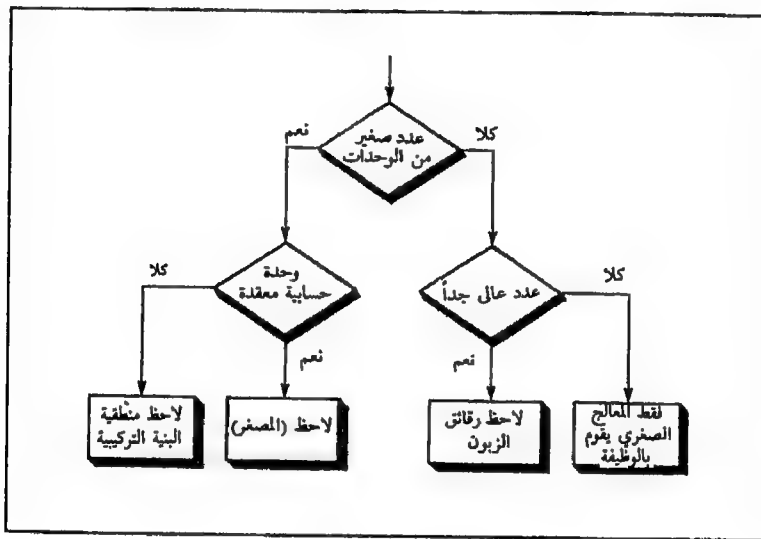 عدد صغير
من الوحدات
نعم
كلا
وحدة
حسابية معقدة
كلا
نعم
عدد عالى جداً
كلا
نعم
لاحظ منطقية
البنية التركيبية
لاحظ (المصغر)
لاحظ رقائق
الزبون
فقط المعالج
الصغري يقوم
بالوظيفة